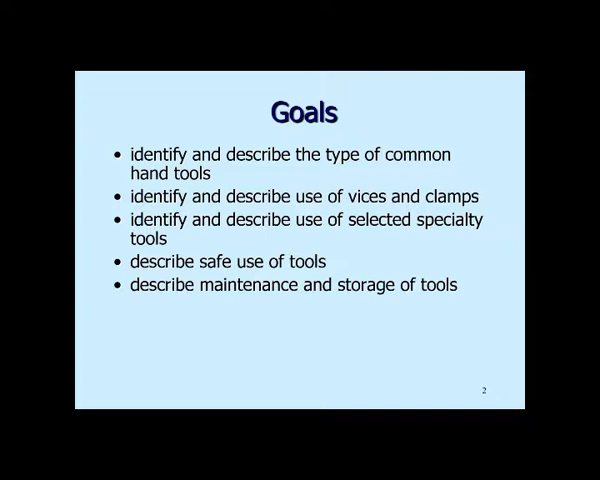 Goals
• identify and describe the type of common
hand tools
• identify and describe use of vices and clamps
• identify and describe use of selected specialty
tools
• describe safe use of tools
• describe maintenance and storage of tools
2